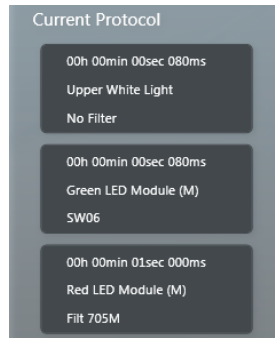 Current Protocol
00h 00min 00sec 080ms
Upper White Light
No Filter
00h 00min 00sec 080ms
Green LED Module (M)
SW06
00h 00min 01sec 000ms
Red LED Module (M)
Filt 705M